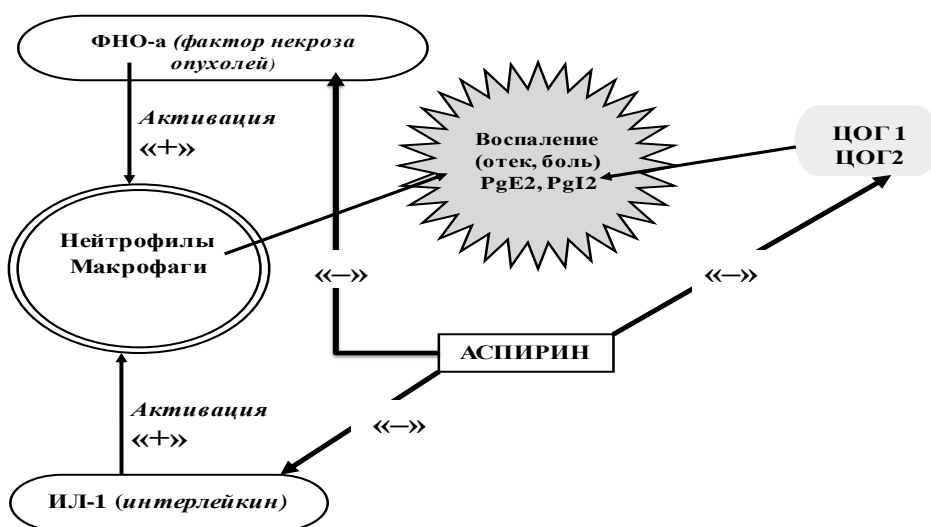 ФНО-а (фактор некроза
опухолей)
Активация
«+»
Воспаление
(отек, боль)
PgE2, PgI2
ЦОГ 1
ЦОГ2
Нейтрофилы
Макрофаги
«–»
«–»
АСПИРИН
Активация
«+»
«–»
ИЛ-1 (интерлейкин)